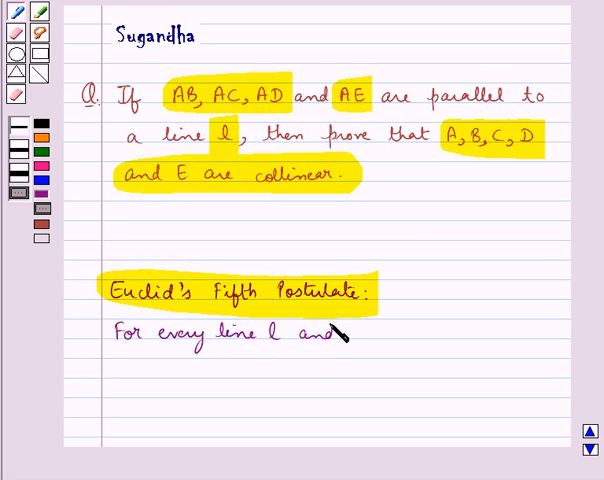 Sugandha
Q. If AB, AC, AD and AE are parallel to
a line l, then prove that A, B, C, D
and E are collinear.
Euclid's Fifth Postulate:
For every line l and